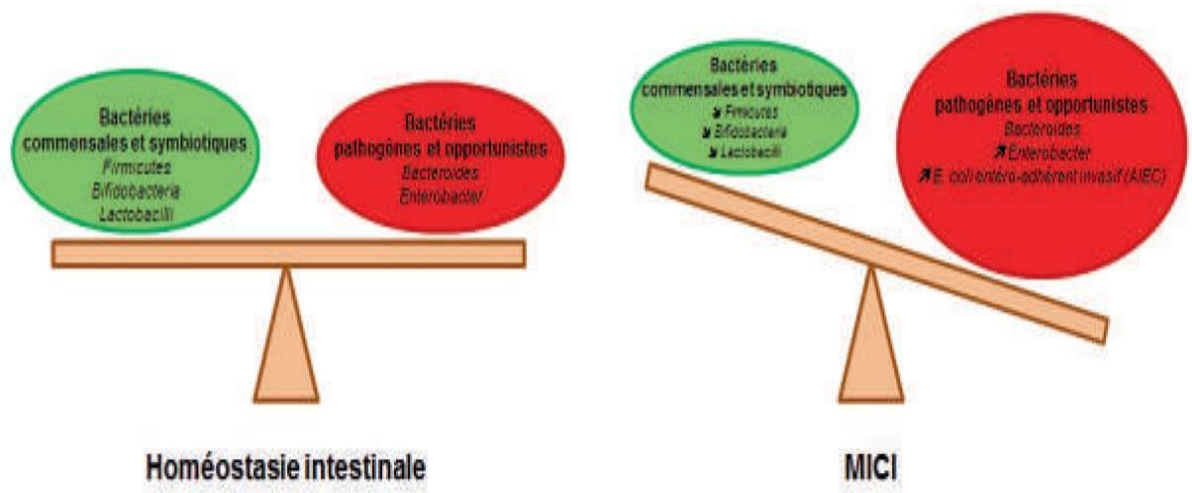 Bactéries
commensales et symbiotiques
Firmicutes
Bifidobacteria
Lactobacilli
Bactéries
pathogènes et opportunistes
Bacteroides
Enterobacter
Homéostasie intestinale
Bactéries
commensales et symbiotiques
↘ Firmicutes
↘ Bifidobacteria
↘ Lactobacilli
Bactéries
pathogènes et opportunistes
Bacteroides
↗ Enterobacter
↗ E. coli entéro-adhérent invasif (AIEC)
MICI